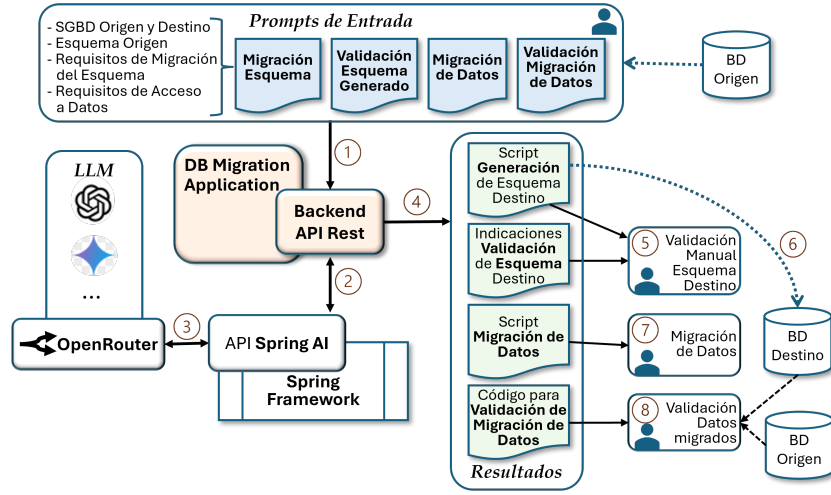 Prompts de Entrada
- SGBD Origen y Destino
- Esquema Origen
- Requisitos de Migración
del Esquema
- Requisitos de Acceso
a Datos
Migración
Esquema
Validación
Esquema
Generado
Migración
de Datos
Validación
Migración
de Datos
BD
Origen
1
LLM
...
DB Migration
Application
Backend
API Rest
4
2
3
OpenRouter
API Spring AI
Spring
Framework
Script
Generación
de Esquema
Destino
Indicaciones
Validación
de Esquema
Destino
Script
Migración de
Datos
Código para
Validación de
Migración de
Datos
Resultados
5
Validación
Manual
Esquema
Destino
6
7
Migración
de Datos
BD
Destino
8
Validación
Datos
migrados
BD
Origen